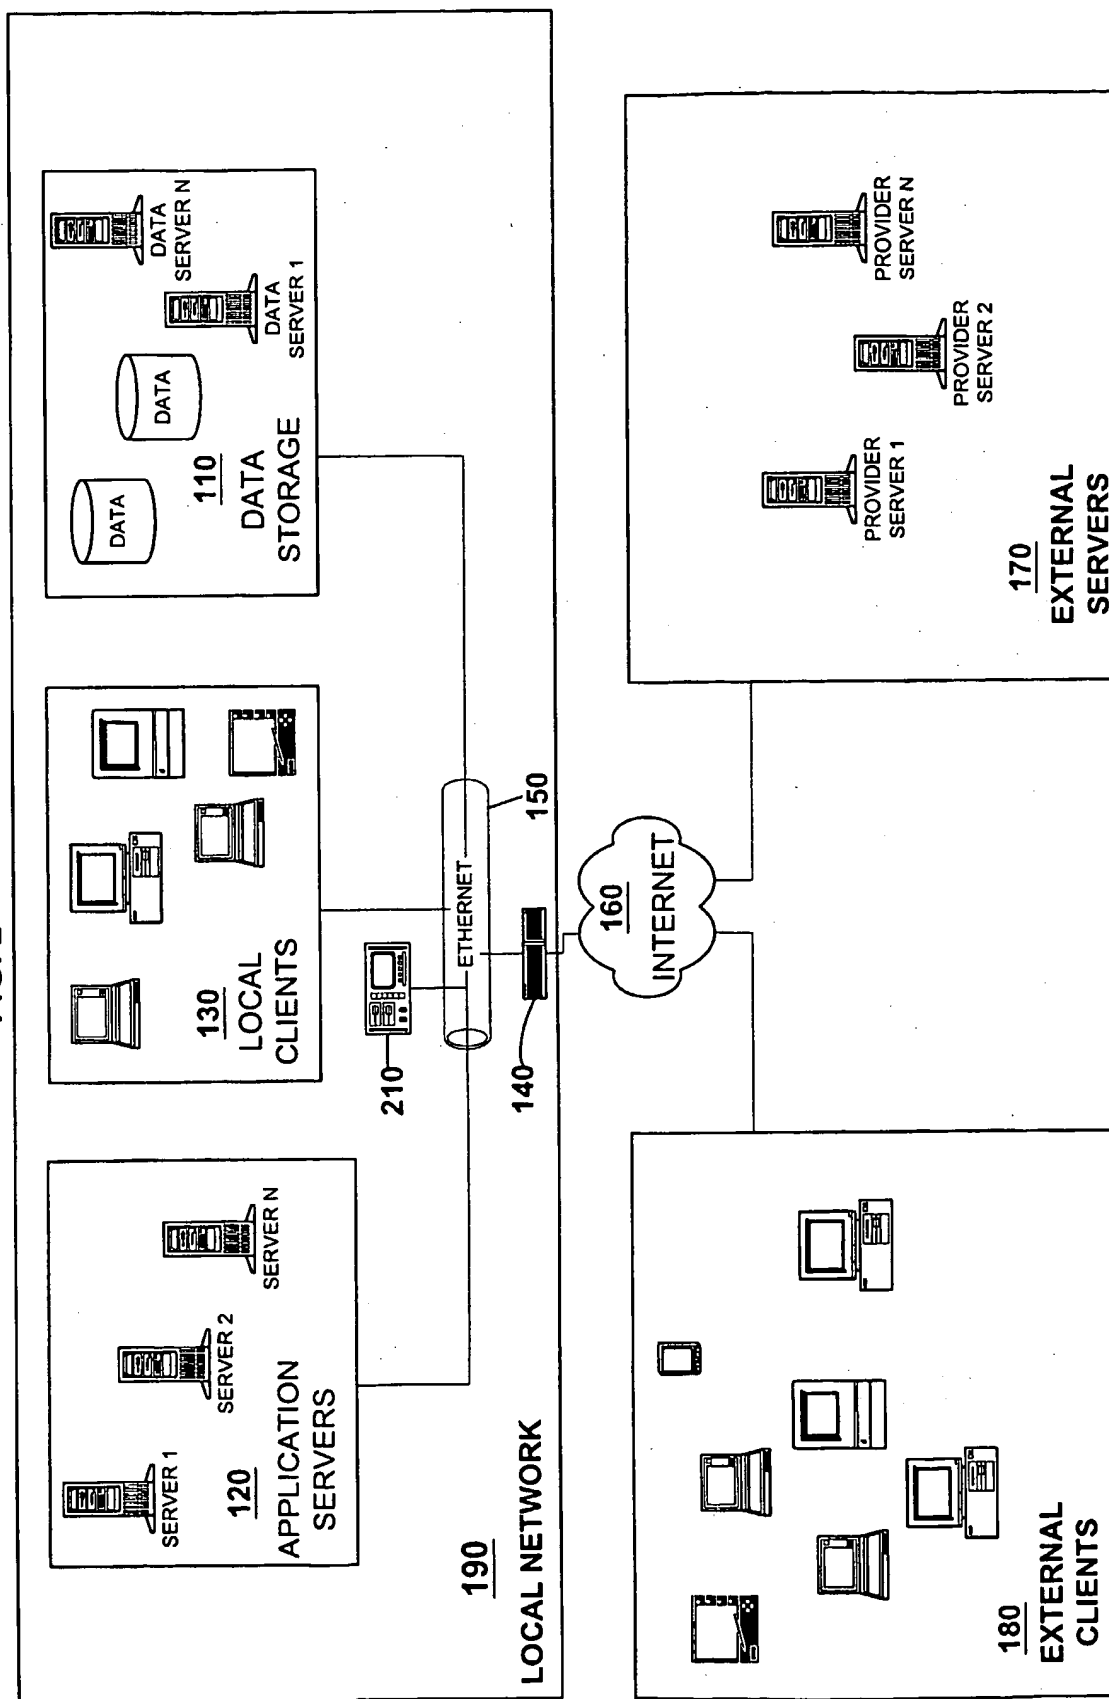 190
LOCAL NETWORK
SERVER 1
SERVER 2
SERVER N
120
APPLICATION
SERVERS
130
LOCAL
CLIENTS
DATA
DATA
110
DATA
STORAGE
DATA
SERVER 1
DATA
SERVER N
210
ETHERNET
150
140
160
INTERNET
180
EXTERNAL
CLIENTS
PROVIDER
SERVER 1
PROVIDER
SERVER 2
PROVIDER
SERVER N
170
EXTERNAL
SERVERS